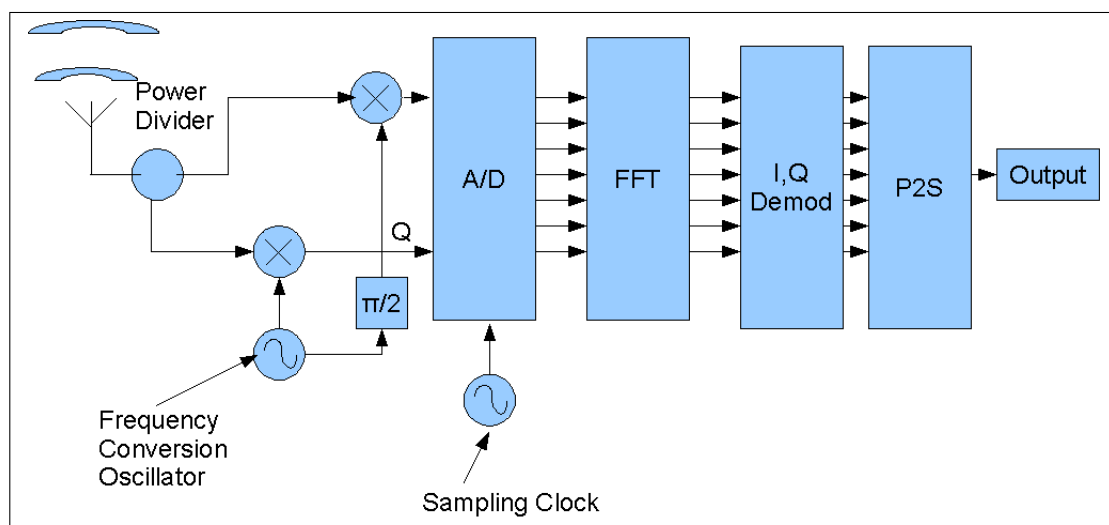 Power
Divider
A/D
FFT
I,Q
Demod
P2S
Output
Q
π/2
Frequency
Conversion
Oscillator
Sampling Clock